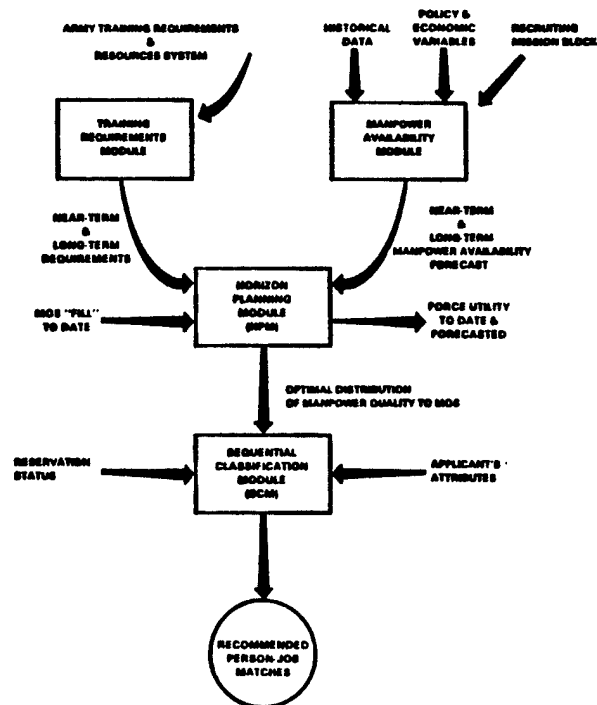 ARMY TRAINING REQUIREMENTS
&
RESOURCES SYSTEM
HISTORICAL
DATA
POLICY &
ECONOMIC
VARIABLES
RECRUITING
MISSION BLOCK
TRAINING
REQUIREMENTS
MODULE
MANPOWER
AVAILABILITY
MODULE
NEAR-TERM
&
LONG-TERM
REQUIREMENTS
NEAR-TERM
&
LONG-TERM
MANPOWER AVAILABILITY
FORECAST
HORIZON
PLANNING
MODULE
(HPM)
MOS "FILL"
TO DATE
FORCE UTILITY
TO DATE &
FORECASTED
OPTIMAL DISTRIBUTION
OF MANPOWER QUALITY TO MOS
SEQUENTIAL
CLASSIFICATION
MODULE
(SCM)
RESERVATION
STATUS
APPLICANT'S
ATTRIBUTES
RECOMMENDED
PERSON-JOB
MATCHES